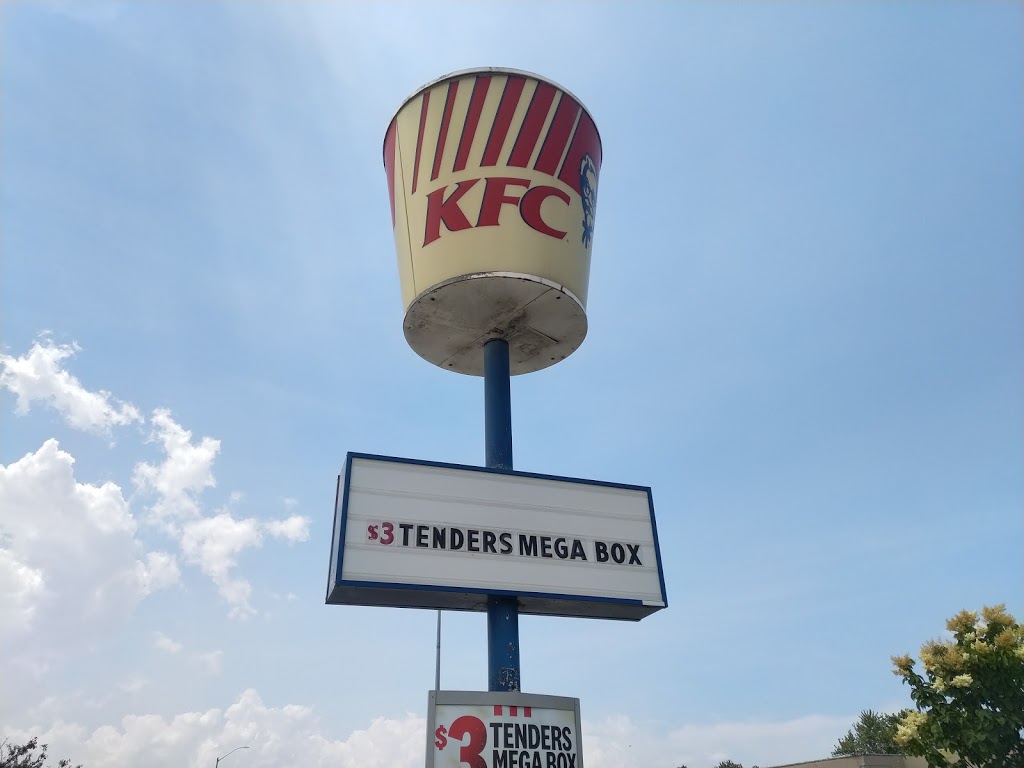 KFC
$3 TENDERS MEGA BOX
$3 TENDERS
MEGA BOX